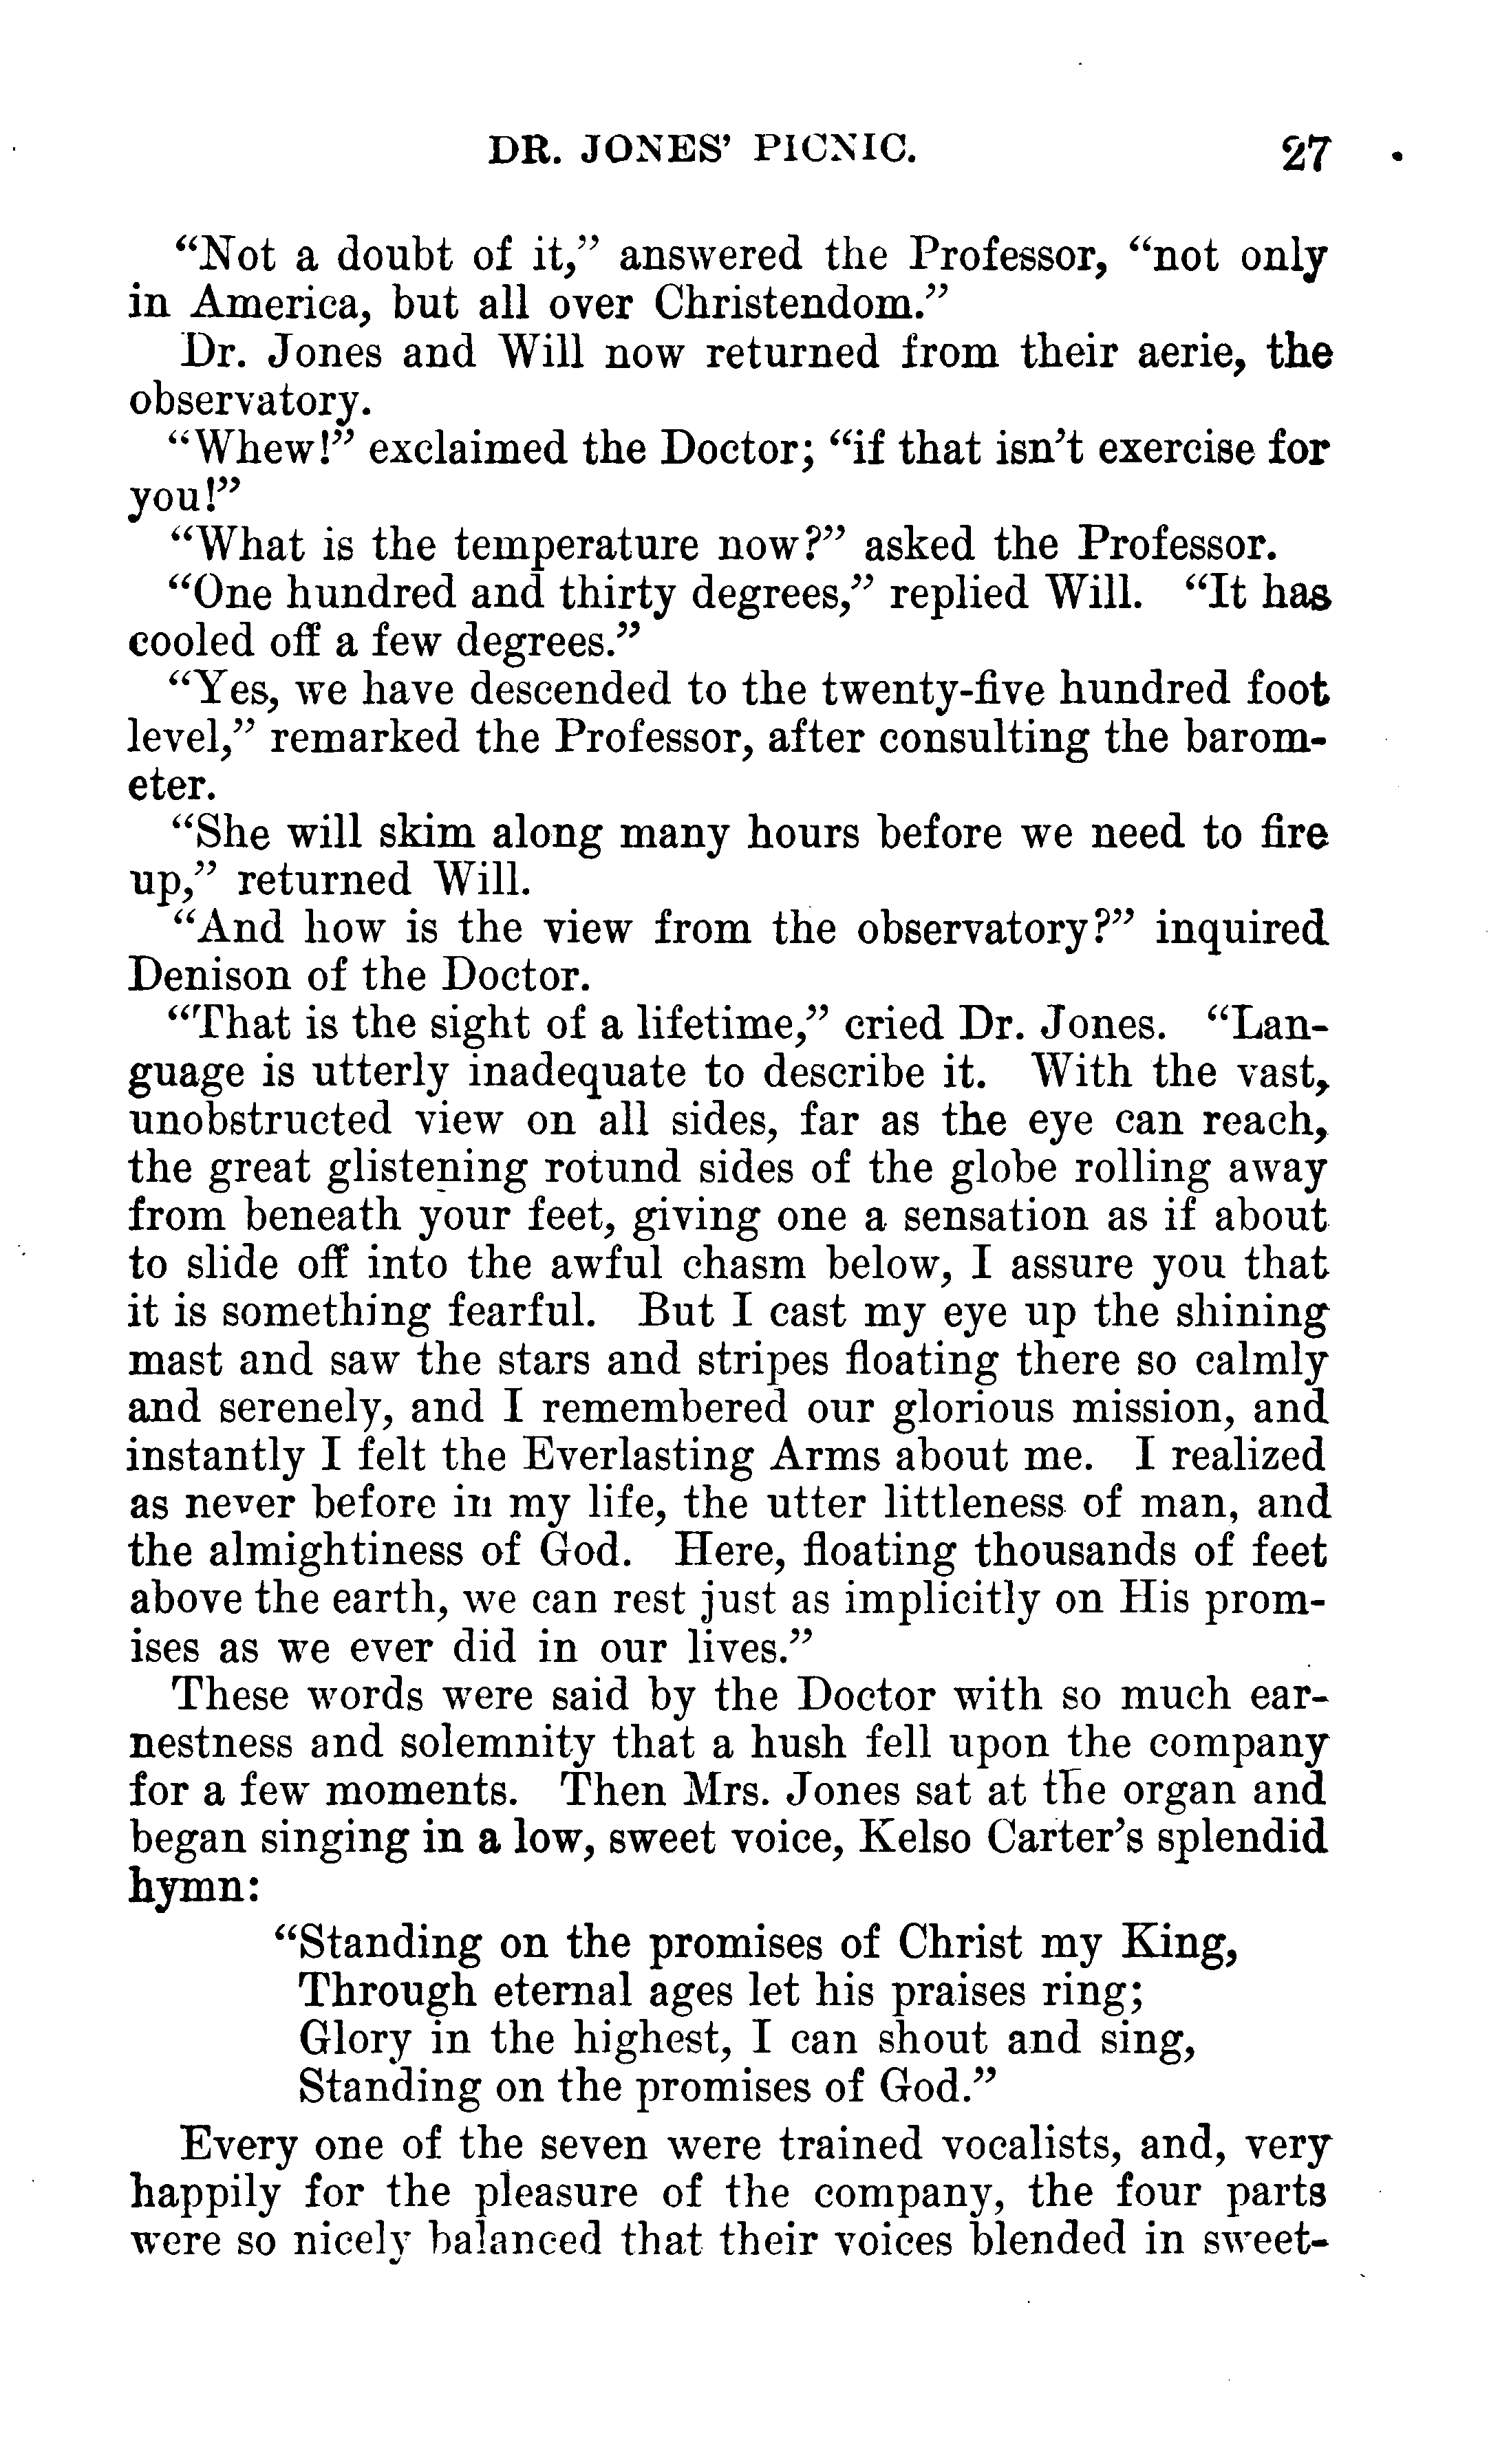 DR. JONES' PICNIC. 27
"Not a doubt of it," answered the Professor, "not only
in America, but all over Christendom."
Dr. Jones and Will now returned from their aerie, the
observatory.
"Whew!" exclaimed the Doctor; "if that isn't exercise for
you!"
"What is the temperature now?" asked the Professor.
"One hundred and thirty degrees," replied Will. "It has
cooled off a few degrees."
"Yes, we have descended to the twenty-five hundred foot
level," remarked the Professor, after consulting the barom-
eter.
"She will skim along many hours before we need to fire
up," returned Will.
"And how is the view from the observatory?" inquired
Denison of the Doctor.
"That is the sight of a lifetime," cried Dr. Jones. "Lan-
guage is utterly inadequate to describe it. With the vast,
unobstructed view on all sides, far as the eye can reach,
the great glistening rotund sides of the globe rolling away
from beneath your feet, giving one a sensation as if about
to slide off into the awful chasm below, I assure you that
it is something fearful. But I cast my eye up the shining
mast and saw the stars and stripes floating there so calmly
and serenely, and I remembered our glorious mission, and
instantly I felt the Everlasting Arms about me. I realized
as never before in my life, the utter littleness of man, and
the almightiness of God. Here, floating thousands of feet
above the earth, we can rest just as implicitly on His prom-
ises as we ever did in our lives."
These words were said by the Doctor with so much ear-
nestness and solemnity that a hush fell upon the company
for a few moments. Then Mrs. Jones sat at the organ and
began singing in a low, sweet voice, Kelso Carter's splendid
hymn:
"Standing on the promises of Christ my King,
Through eternal ages let his praises ring;
Glory in the highest, I can shout and sing,
Standing on the promises of God."
Every one of the seven were trained vocalists, and, very
happily for the pleasure of the company, the four parts
were so nicely balanced that their voices blended in sweet-